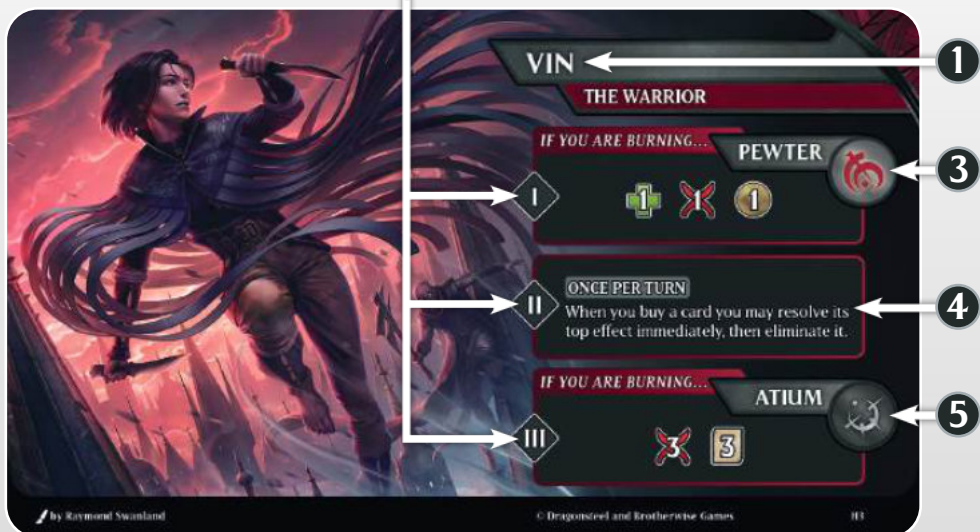 VIN
1
THE WARRIOR
IF YOU ARE BURNING...
PEWTER
3
I
1 1 1
II
ONCE PER TURN
When you buy a card you may resolve its
top effect immediately, then eliminate it.
4
IF YOU ARE BURNING...
ATIUM
5
III
3 3
by Raymond Swanland
© Dragonsteel and Brotherwise Games
H3